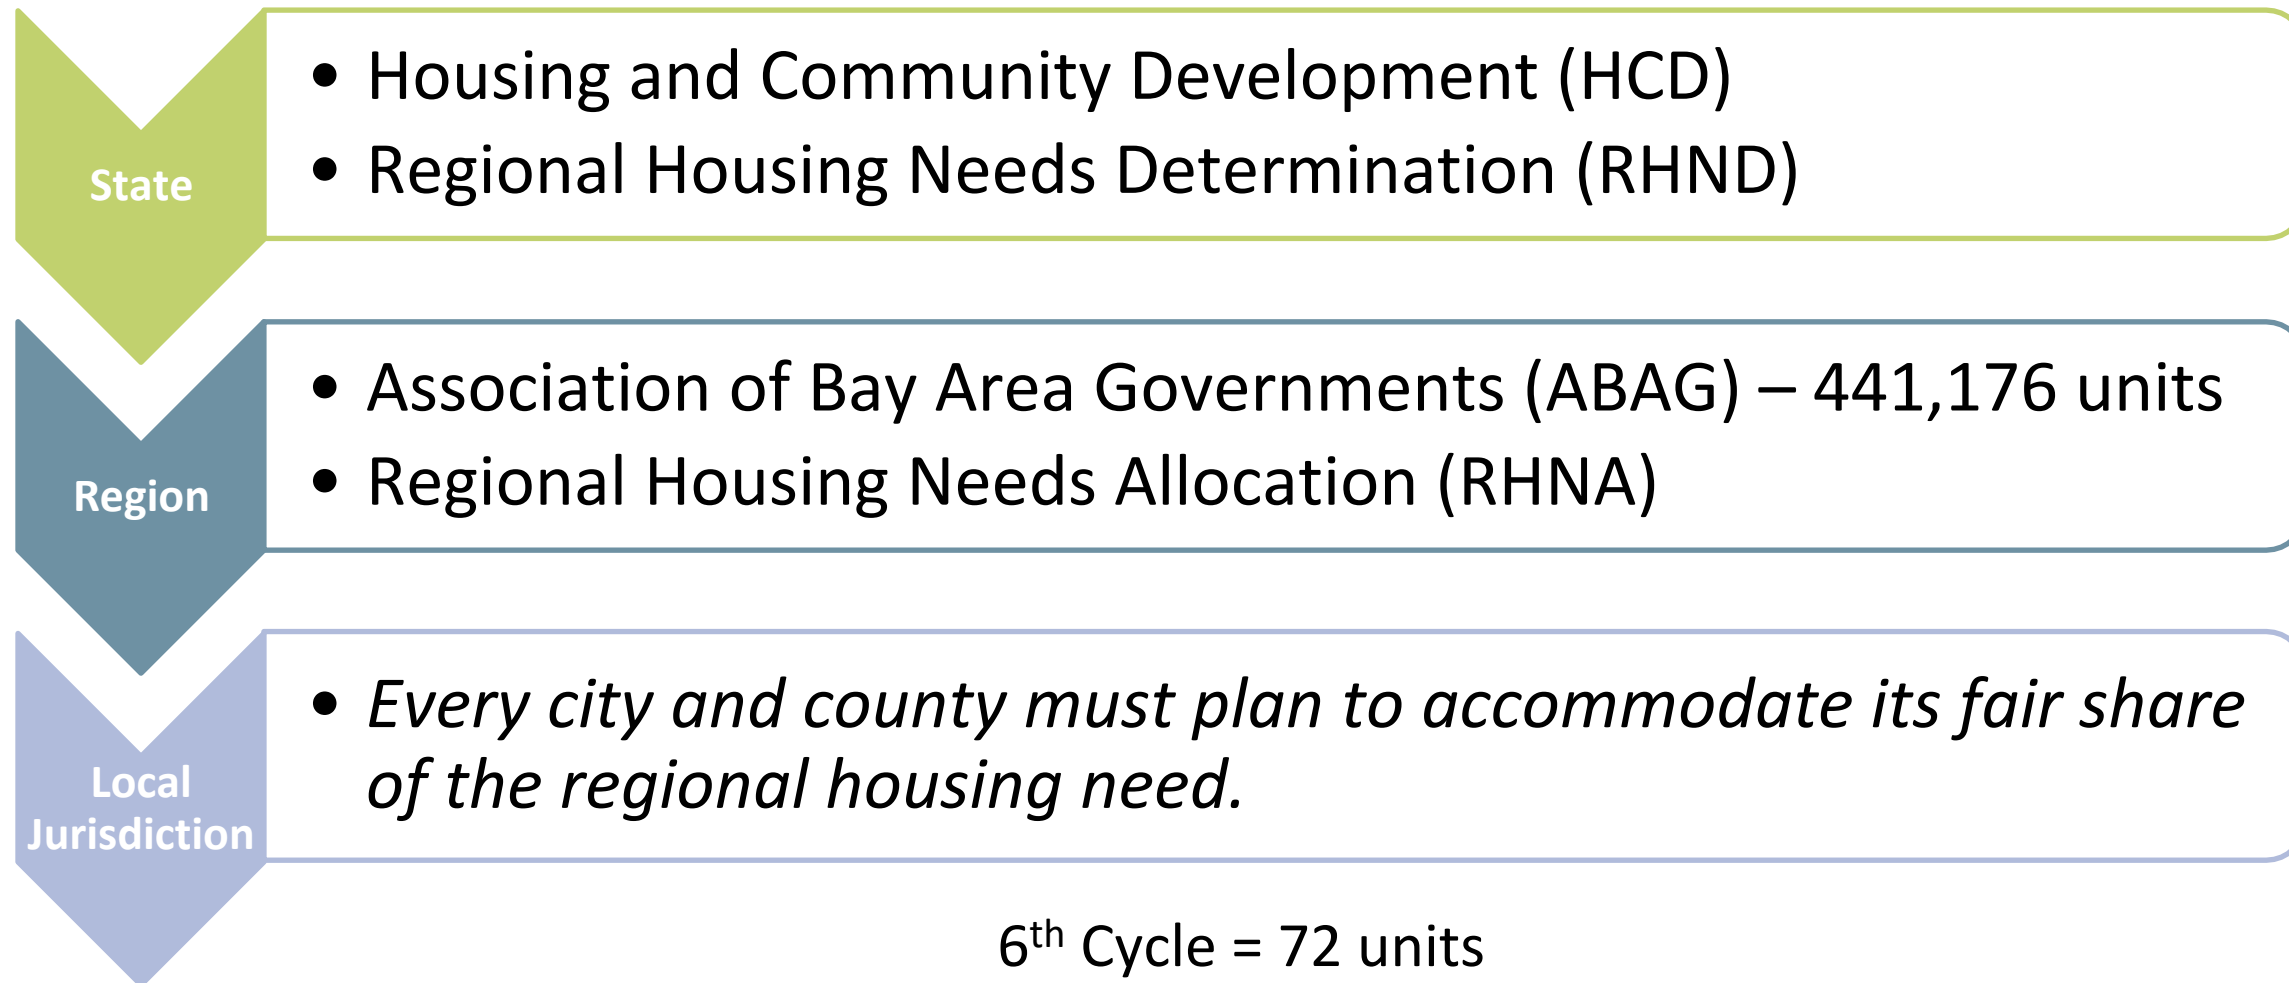 State
• Housing and Community Development (HCD)
• Regional Housing Needs Determination (RHND)
Region
• Association of Bay Area Governments (ABAG) – 441,176 units
• Regional Housing Needs Allocation (RHNA)
Local
Jurisdiction
• Every city and county must plan to accommodate its fair share
of the regional housing need.
6th Cycle = 72 units